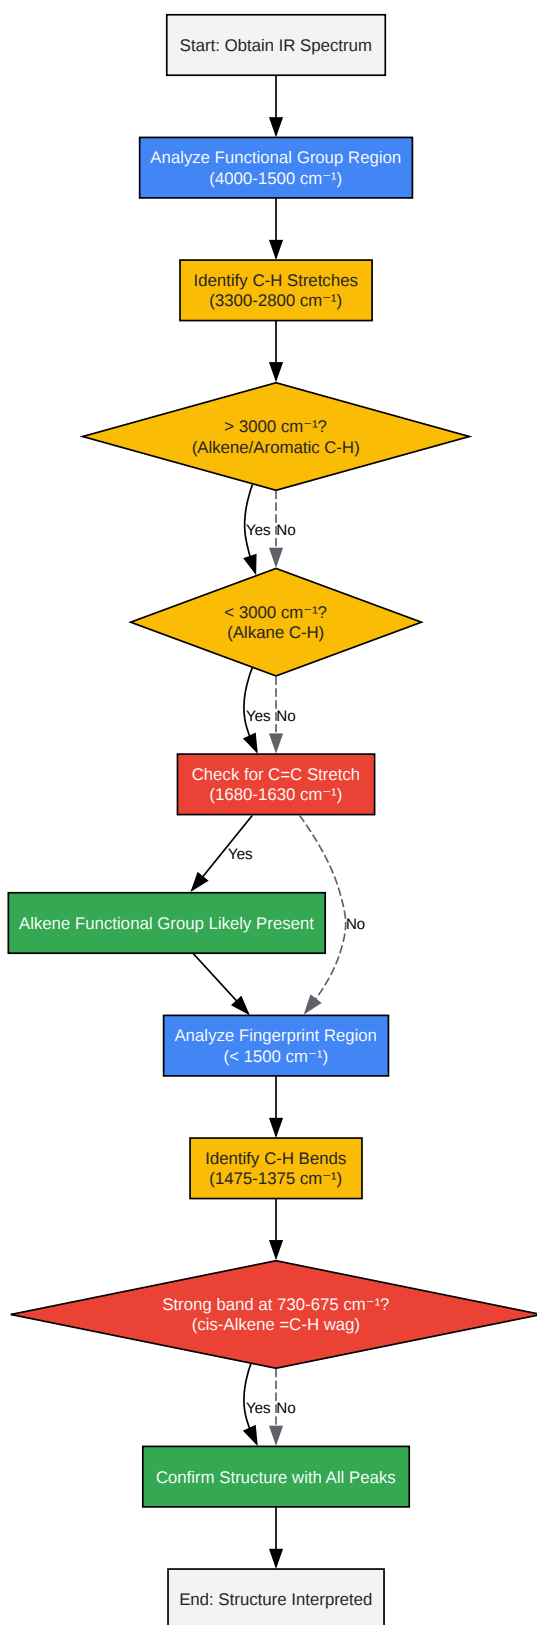 Start: Obtain IR Spectrum
Analyze Functional Group Region
(4000-1500 cm⁻¹)
Identify C-H Stretches
(3300-2800 cm⁻¹)
> 3000 cm⁻¹?
(Alkene/Aromatic C-H)
Yes
No
< 3000 cm⁻¹?
(Alkane C-H)
Yes
No
Check for C=C Stretch
(1680-1630 cm⁻¹)
Yes
Alkene Functional Group Likely Present
No
Analyze Fingerprint Region
(< 1500 cm⁻¹)
Identify C-H Bends
(1475-1375 cm⁻¹)
Strong band at 730-675 cm⁻¹?
(cis-Alkene =C-H wag)
Yes
No
Confirm Structure with All Peaks
End: Structure Interpreted